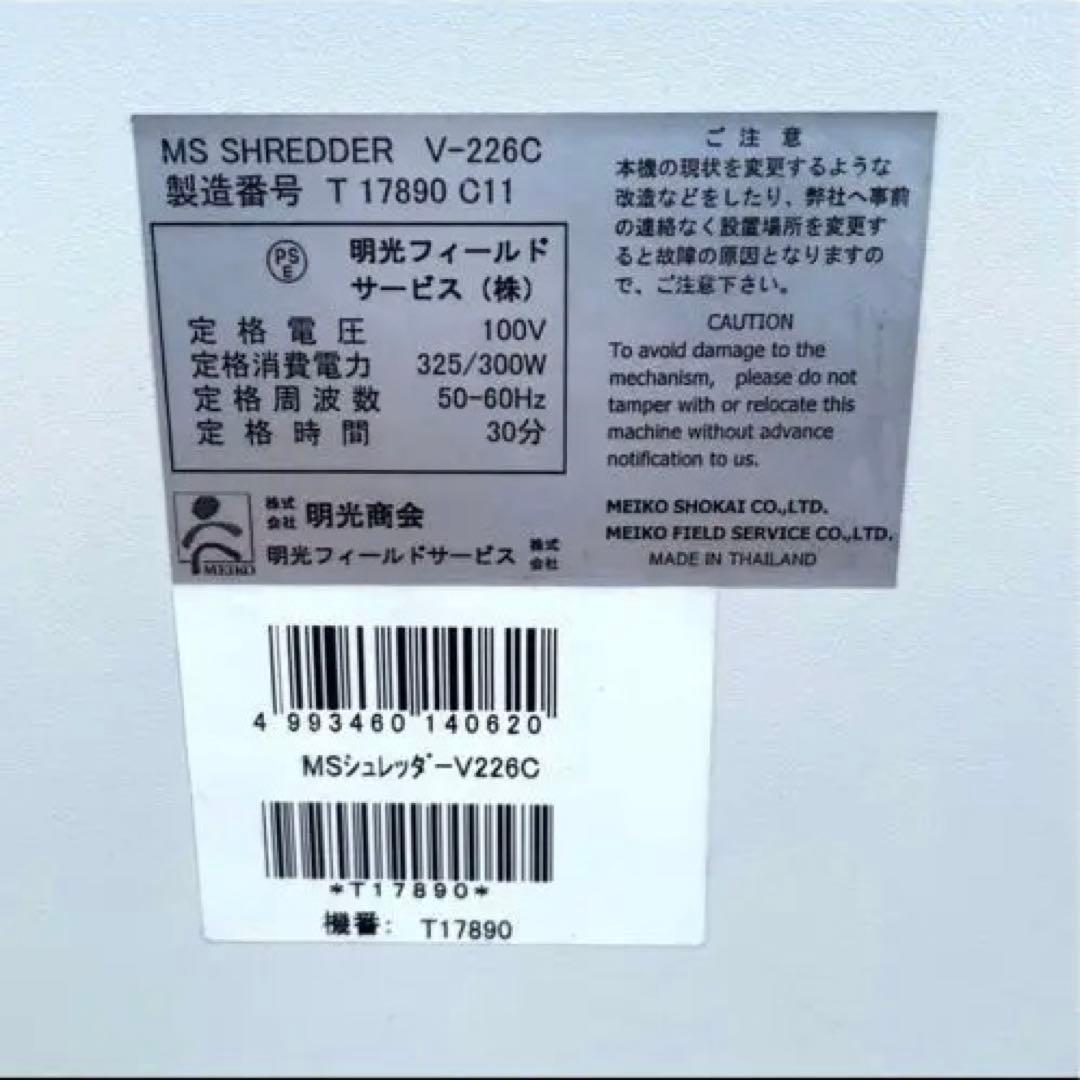 MS SHREDDER V-226C
製造番号 T 17890 C11
PS
E
明光フィールド
サービス（株）
定格電圧 100V
定格消費電力 325/300W
定格周波数 50-60Hz
定格時間 30分
MEIKO
株式
会社 明光商会
明光フィールドサービス 株式
会社
ご注意
本機の現状を変更するような
改造などをしたり、弊社へ事前
の連絡なく設置場所を変更す
ると故障の原因となりますの
で、ご注意下さい。
CAUTION
To avoid damage to the
mechanism, please do not
tamper with or relocate this
machine without advance
notification to us.
MEIKO SHOKAI CO.,LTD.
MEIKO FIELD SERVICE CO.,LTD.
MADE IN THAILAND
4 993460 140620
MSシュレッダーV226C
*T17890*
機番: T17890